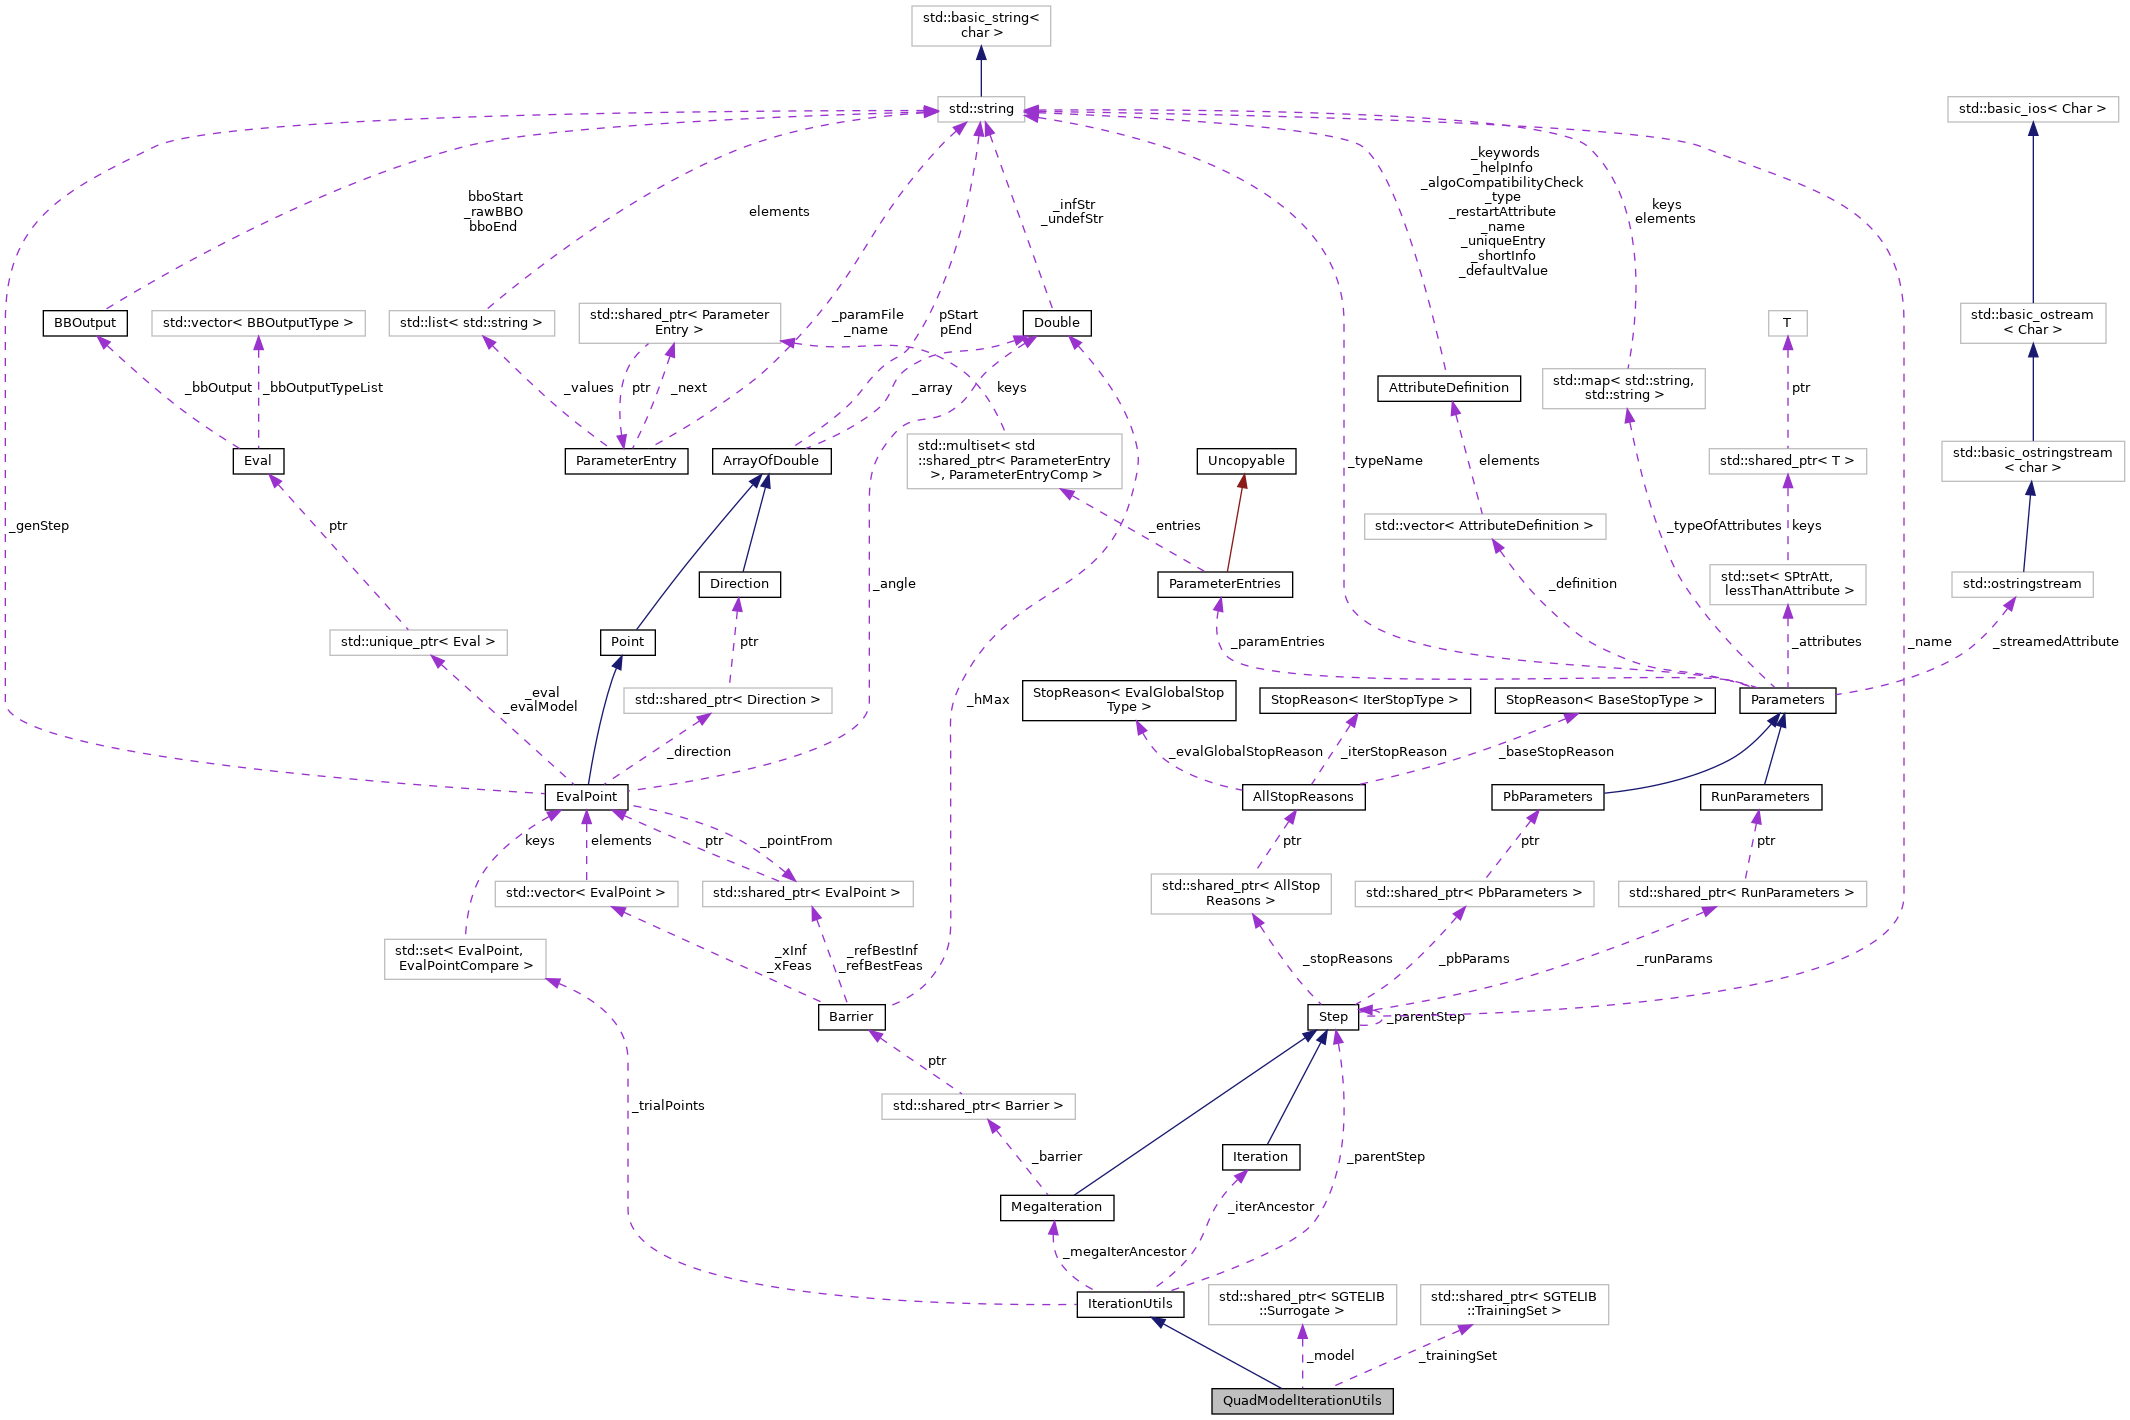 std::basic_string<
char >
std::string
std::basic_ios< Char >
_keywords
_helpInfo
_algoCompatibilityCheck
_type
_restartAttribute
_name
_uniqueEntry
_shortInfo
_defaultValue
bboStart
_rawBBO
bboEnd
elements
_infStr
_undefStr
keys
elements
BBOutput
std::vector< BBOutputType >
std::list< std::string >
std::shared_ptr< Parameter
Entry >
_paramFile
_name
pStart
pEnd
Double
T
std::basic_ostream
< Char >
_bbOutput
_bbOutputTypeList
_values
ptr
_next
_array
keys
AttributeDefinition
std::map< std::string,
std::string >
ptr
Eval
ParameterEntry
ArrayOfDouble
std::multiset< std
::shared_ptr< ParameterEntry
>, ParameterEntryComp >
Uncopyable
_typeName
elements
std::shared_ptr< T >
std::basic_ostringstream
< char >
_genStep
ptr
_entries
std::vector< AttributeDefinition >
_typeOfAttributes
keys
Direction
_angle
ParameterEntries
_definition
std::set< SPtrAtt,
lessThanAttribute >
std::ostringstream
std::unique_ptr< Eval >
Point
ptr
_paramEntries
_attributes
_name
_streamedAttribute
_eval
_evalModel
std::shared_ptr< Direction >
_hMax
StopReason< EvalGlobalStop
Type >
StopReason< IterStopType >
StopReason< BaseStopType >
Parameters
_direction
_evalGlobalStopReason
_iterStopReason
_baseStopReason
EvalPoint
AllStopReasons
PbParameters
RunParameters
keys
elements
ptr
_pointFrom
ptr
ptr
ptr
std::vector< EvalPoint >
std::shared_ptr< EvalPoint >
std::shared_ptr< AllStop
Reasons >
std::shared_ptr< PbParameters >
std::shared_ptr< RunParameters >
std::set< EvalPoint,
EvalPointCompare >
_xInf
_xFeas
_refBestInf
_refBestFeas
_stopReasons
_pbParams
_runParams
Barrier
Step
_parentStep
ptr
_trialPoints
std::shared_ptr< Barrier >
_barrier
Iteration
_parentStep
MegaIteration
_iterAncestor
_megaIterAncestor
IterationUtils
std::shared_ptr< SGTELIB
::Surrogate >
std::shared_ptr< SGTELIB
::TrainingSet >
_model
_trainingSet
QuadModelIterationUtils